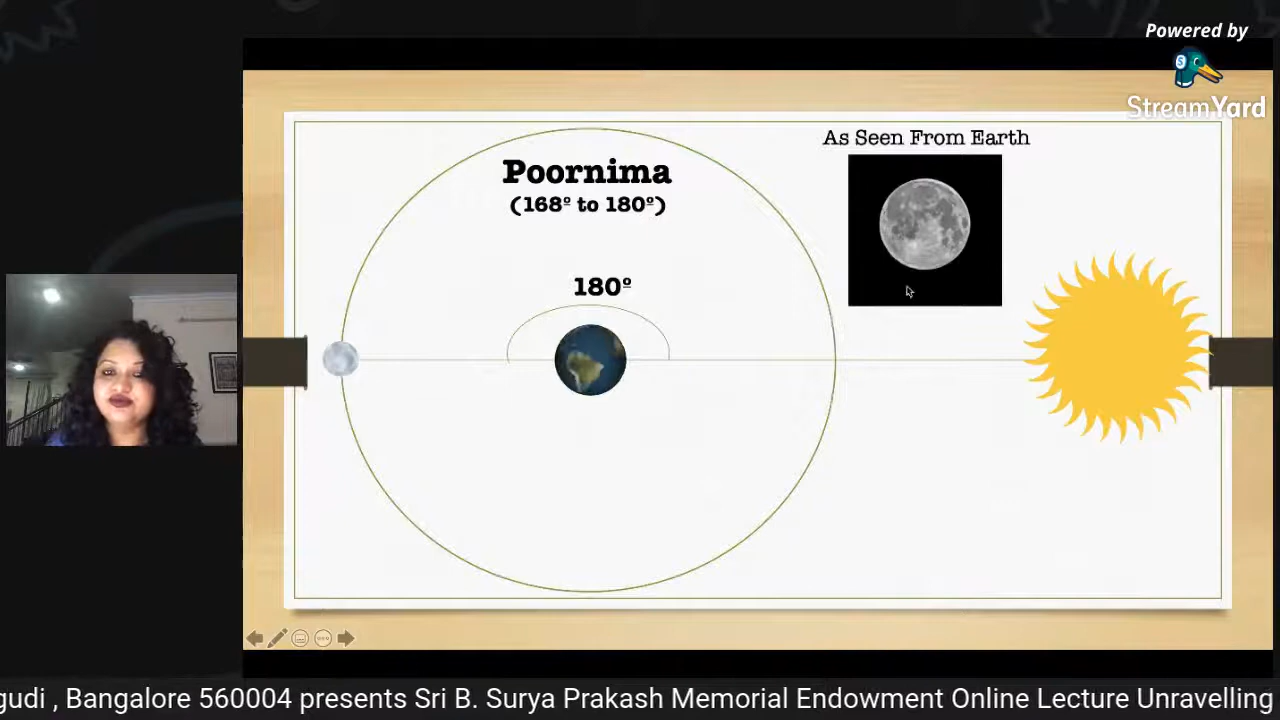 Powered by
StreamYard
As Seen From Earth
Poornima
(168º to 180º)
180º
gudi , Bangalore 560004 presents Sri B. Surya Prakash Memorial Endowment Online Lecture Unravelling